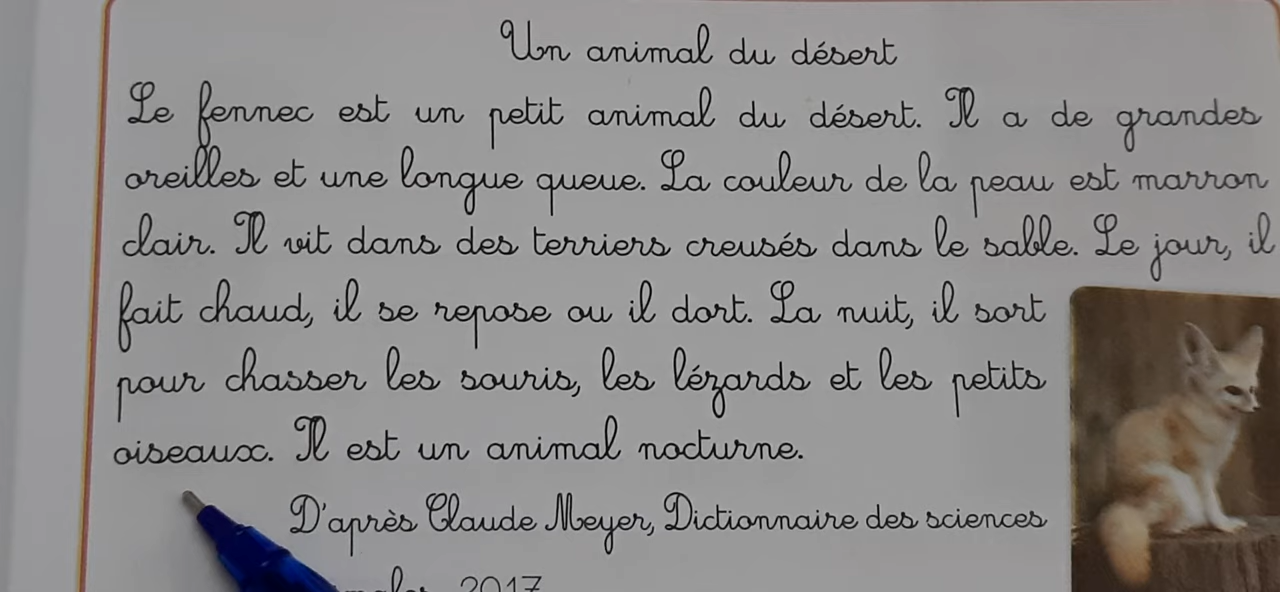 Un animal du désert
Le fennec est un petit animal du désert. Il a de grandes
oreilles et une longue queue. La couleur de la peau est marron
clair. Il vit dans des terriers creusés dans le sable. Le jour, il
fait chaud, il se repose ou il dort. La nuit, il sort
pour chasser les souris, les lézards et les petits
oiseaux. Il est un animal nocturne.
D'après Claude Meyer, Dictionnaire des sciences
2017